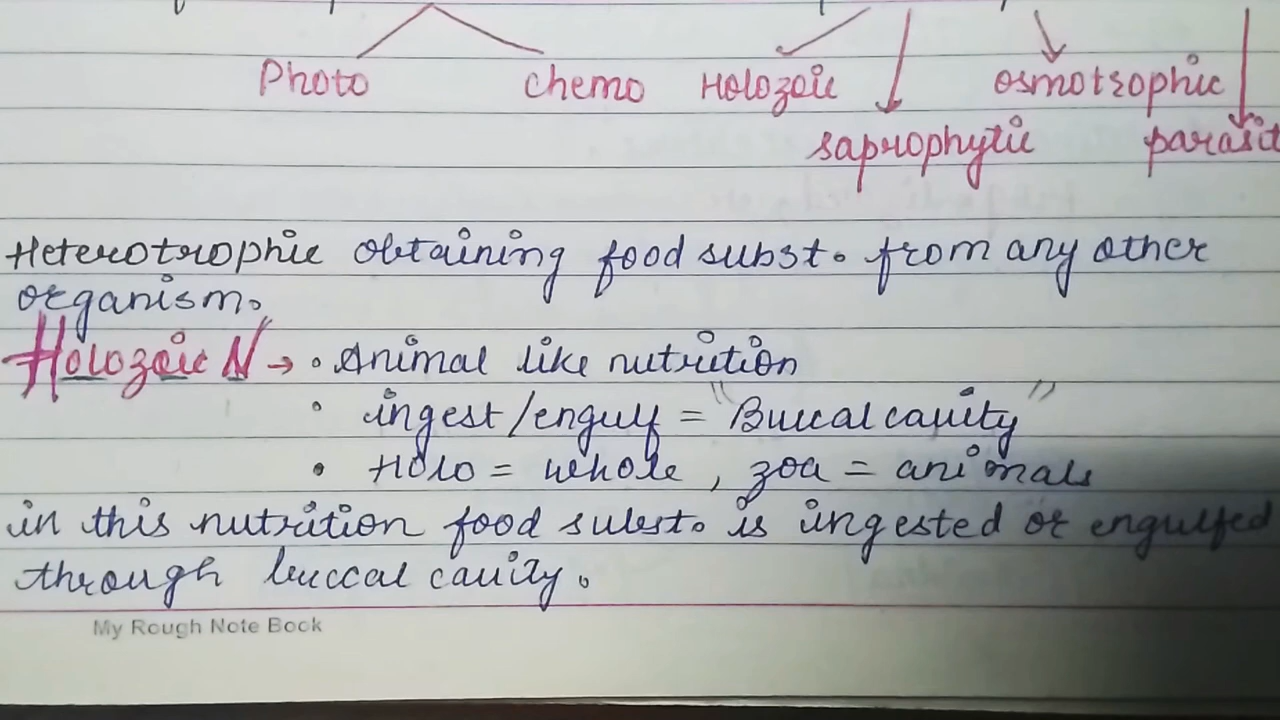 Photo chemo Holozoic osmotrophic
saprophytic parasit
Heterotrophic obtaining food subst. from any other
organism.
Holozoic N → • Animal like nutrition
• ingest/engulf = "Buccal cavity"
• Holo = whole, zoa = animals
in this nutrition food subst. is ingested or engulfed
through buccal cavity.
My Rough Note Book